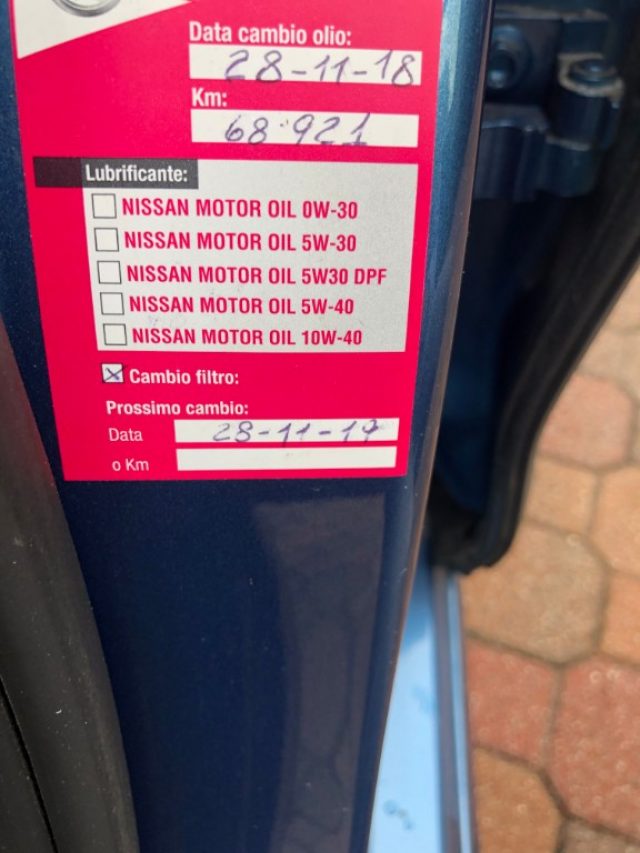 Data cambio olio:
28-11-18
Km:
68.921
Lubrificante:
NISSAN MOTOR OIL 0W-30
NISSAN MOTOR OIL 5W-30
NISSAN MOTOR OIL 5W30 DPF
NISSAN MOTOR OIL 5W-40
NISSAN MOTOR OIL 10W-40
Cambio filtro:
Prossimo cambio:
Data 28-11-19
o Km